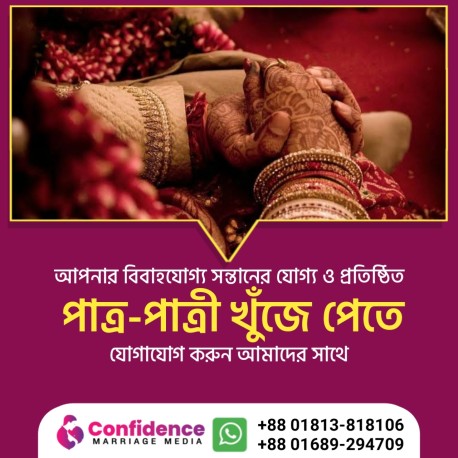 আপনার বিবাহযোগ্য সন্তানের যোগ্য ও প্রতিষ্ঠিত
পাত্র-পাত্রী খুঁজে পেতে
যোগাযোগ করুন আমাদের সাথে
Confidence
MARRIAGE MEDIA
+88 01813-818106
+88 01689-294709